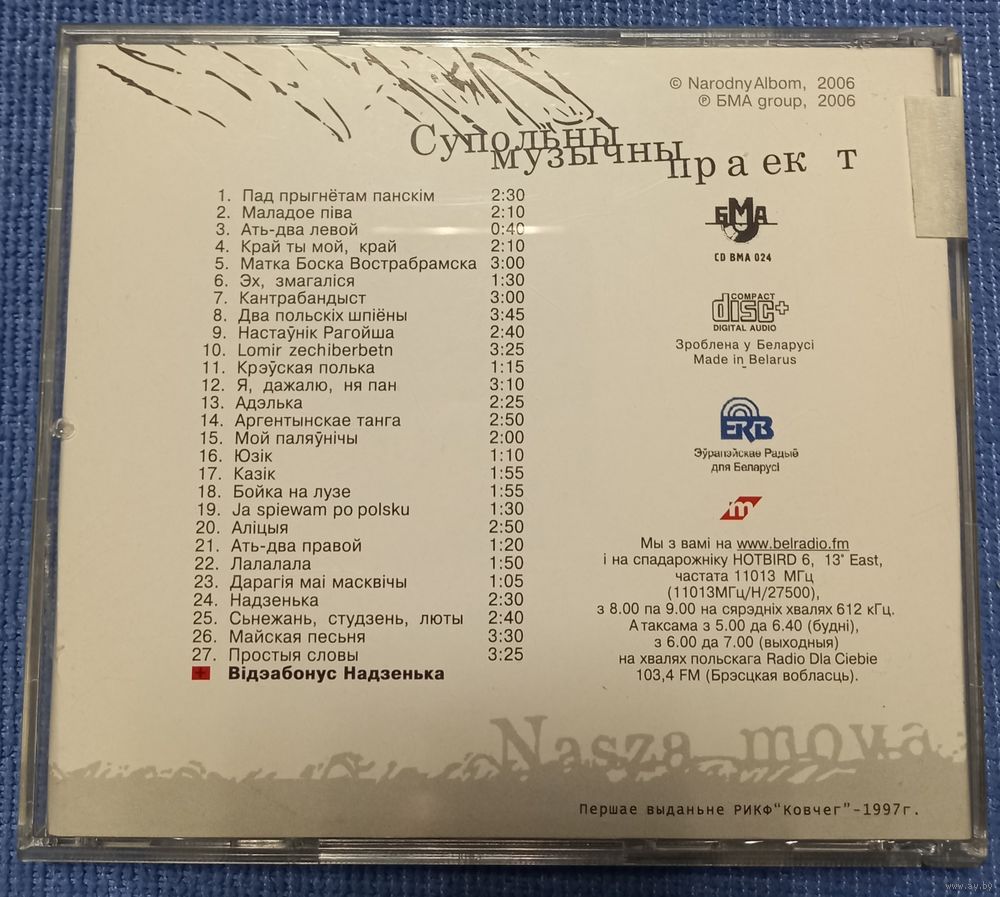 © NarodnyAlbom, 2006
℗ БМА group, 2006
Супольны
музычны
праект
1. Пад прыгнётам панскім 2:30
2. Маладое піва 2:10
3. Ать-два левой 0:40
4. Край ты мой, край 2:10
5. Матка Боска Вострабрамска 3:00
6. Эх, змагаліся 1:30
7. Кантрабандыст 3:00
8. Два польскіх шпіёны 3:45
9. Настаўнік Рагойша 2:40
10. Lomir zechiberbetn 3:25
11. Крэўская полька 1:15
12. Я, дажалю, ня пан 3:10
13. Адэлька 2:25
14. Аргентынскае танга 2:50
15. Мой паляўнічы 2:00
16. Юзік 1:10
17. Казік 1:55
18. Бойка на лузе 1:55
19. Ja spiewam po polsku 1:30
20. Аліцыя 2:50
21. Ать-два правой 1:20
22. Лалалала 1:50
23. Дарагія маі масквічы 1:05
24. Надзенька 2:30
25. Сьнежань, студзень, люты 2:40
26. Майская песьня 3:30
27. Простыя словы 3:25
+ Відэабонус Надзенька
БМА
CD BMA 024
COMPACT
disc+
DIGITAL AUDIO
Зроблена у Беларусі
Made in Belarus
ERB
Эўрапэйскае Радыё
для Беларусі
m
Мы з вамі на www.belradio.fm
і на спадарожніку HOTBIRD 6, 13° East,
частата 11013 МГц
(11013МГц/H/27500),
з 8.00 па 9.00 на сярэдніх хвалях 612 кГц.
А таксама з 5.00 да 6.40 (будні),
з 6.00 да 7.00 (выходныя)
на хвалях польскага Radio Dla Ciebie
103,4 FM (Брэсцкая вобласць).
Nasza mova
Першае выданьне РИКФ"Ковчег"-1997г.
www.ay.by